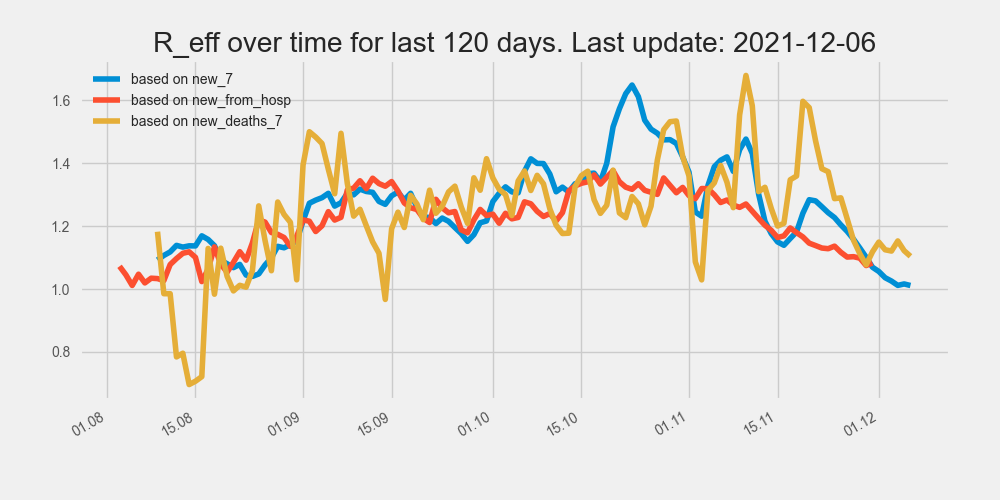 R_eff over time for last 120 days. Last update: 2021-12-06
based on new_7
based on new_from_hosp
based on new_deaths_7
1.6
1.4
1.2
1.0
0.8
01.08 15.08 01.09 15.09 01.10 15.10 01.11 15.11 01.12